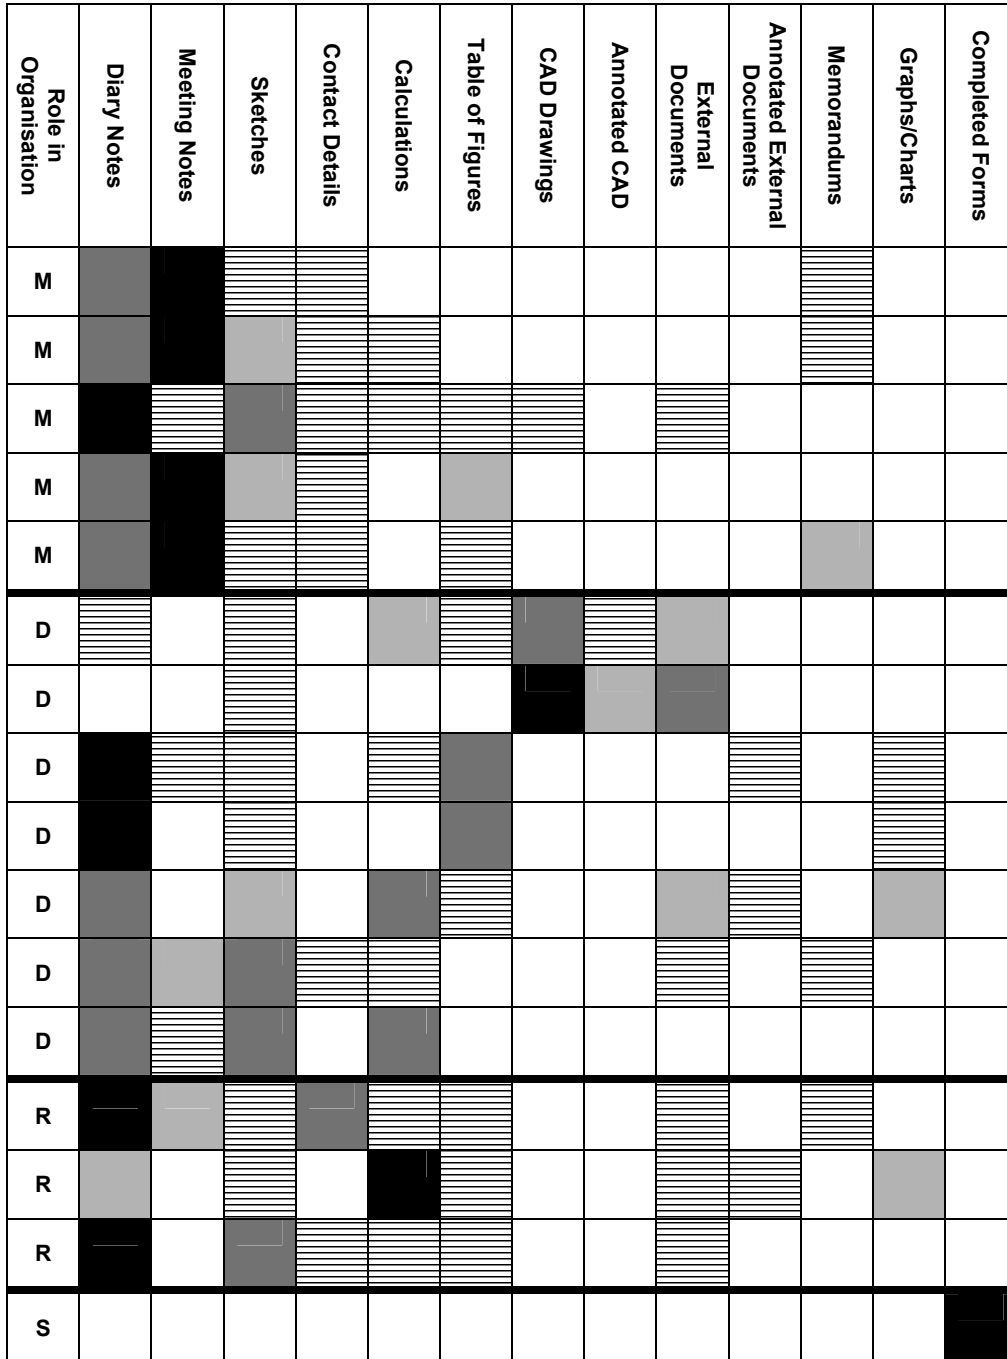 Role in
Organisation
Diary Notes
Meeting Notes
Sketches
Contact Details
Calculations
Table of Figures
CAD Drawings
Annotated CAD
External
Documents
Annotated External
Documents
Memorandums
Graphs/Charts
Completed Forms
M
M
M
M
M
D
D
D
D
D
D
D
R
R
R
S